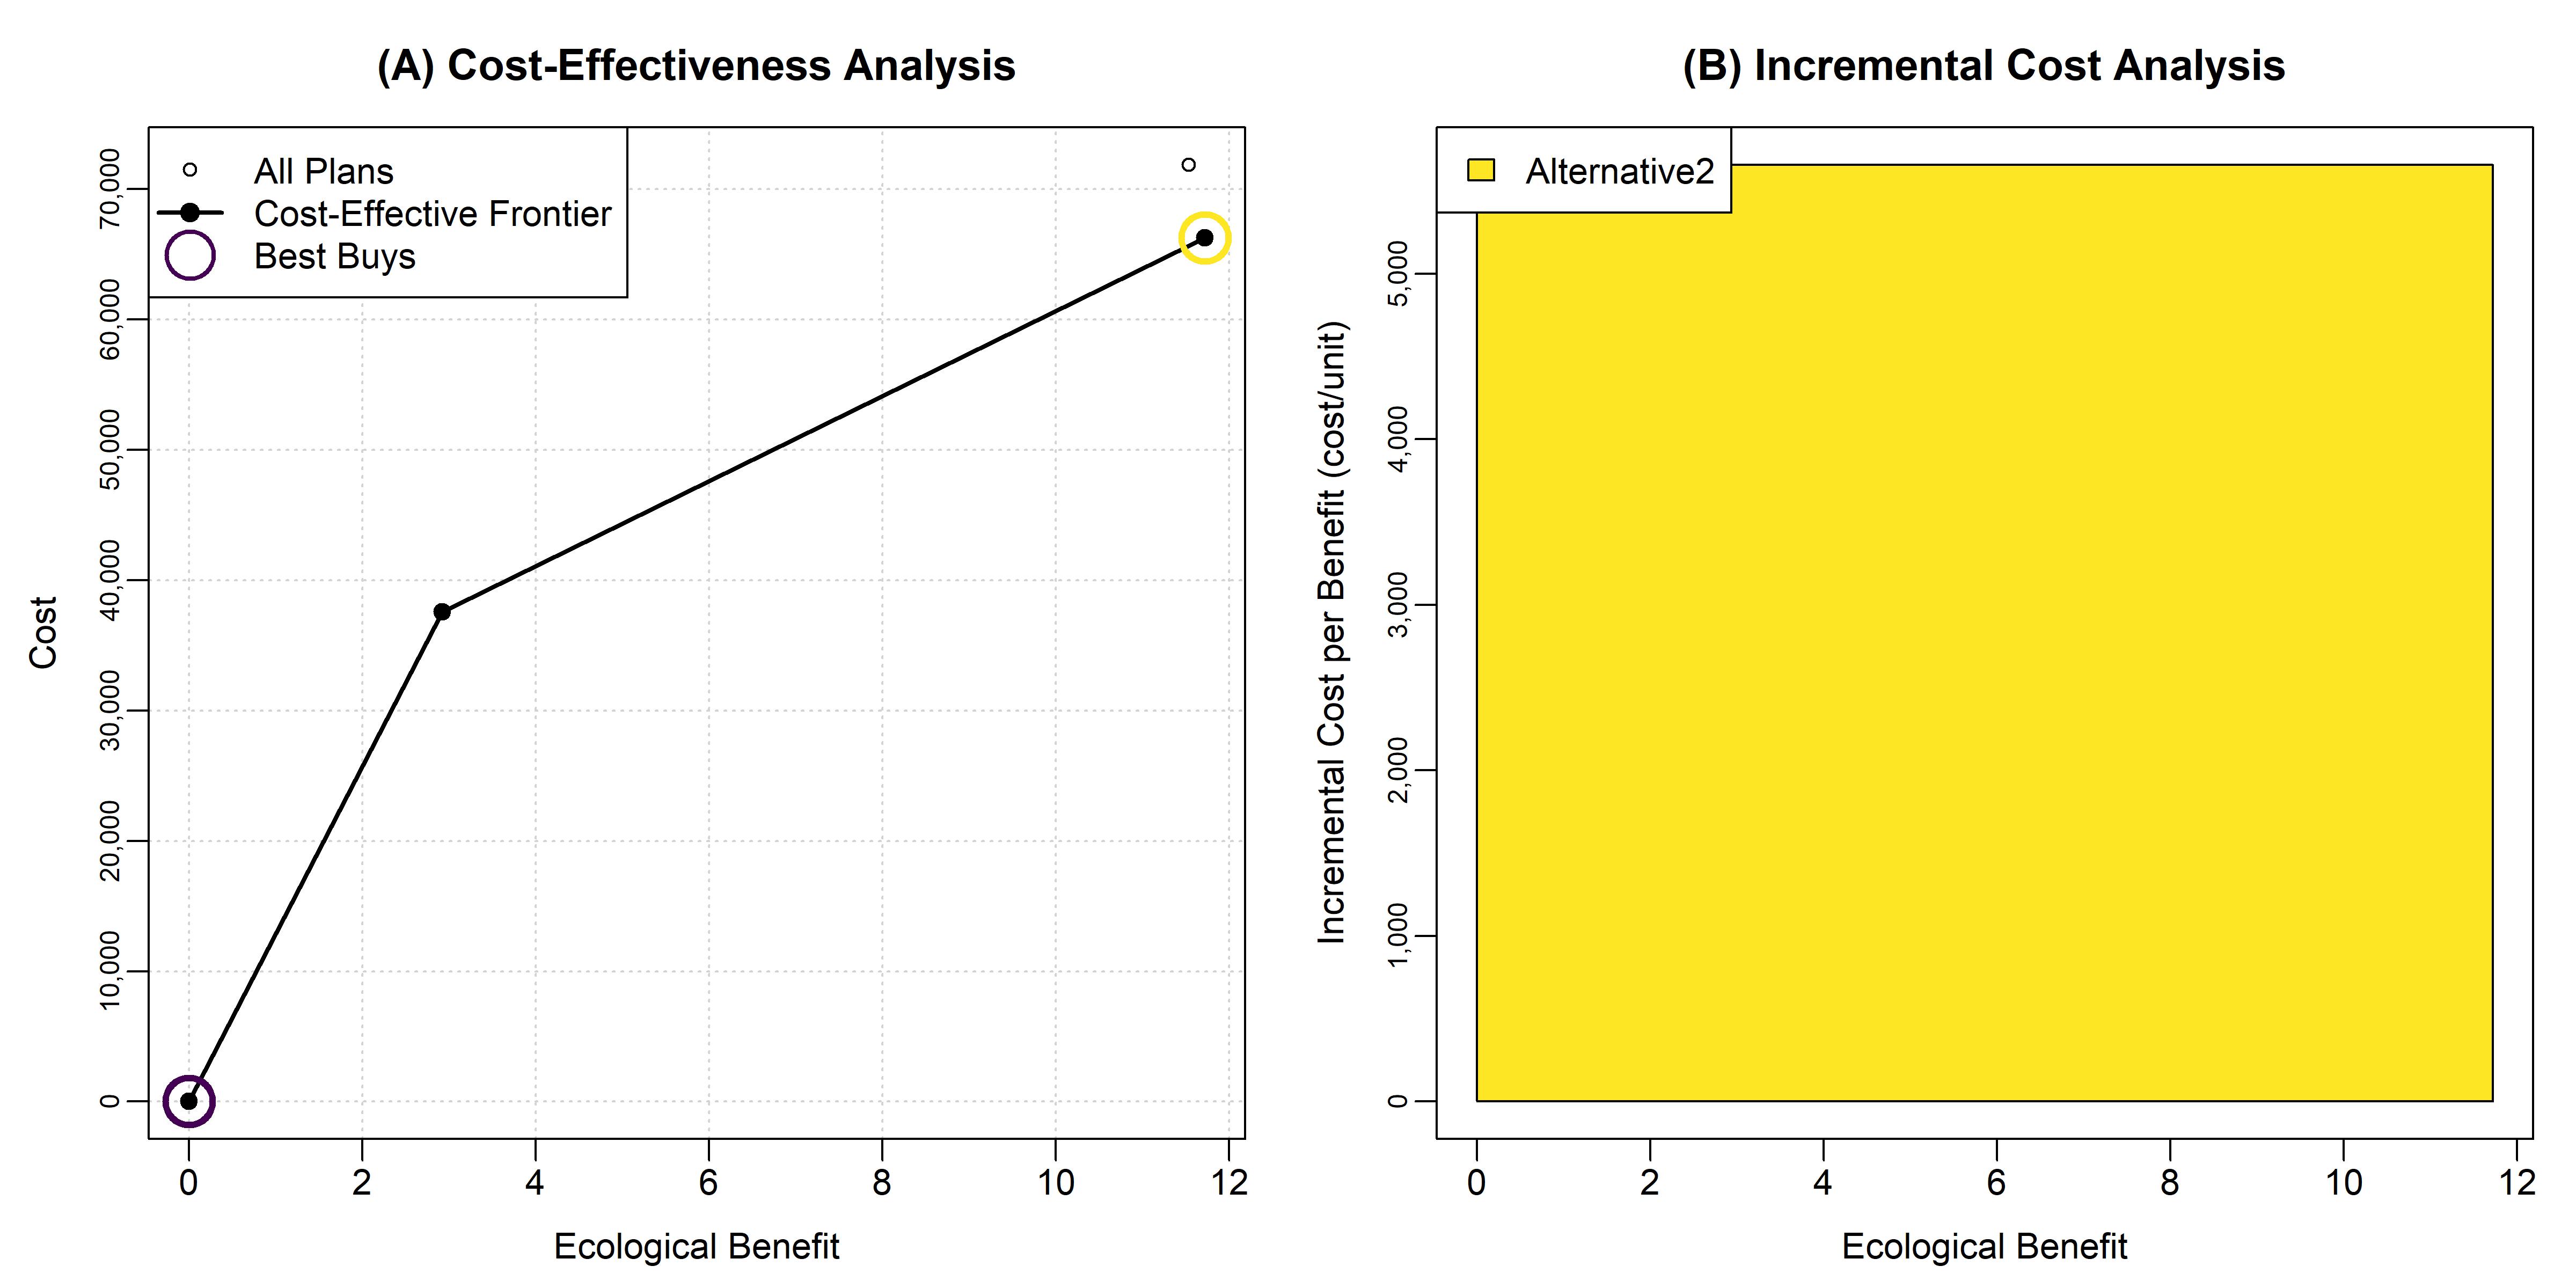 (A) Cost-Effectiveness Analysis
All Plans
Cost-Effective Frontier
Best Buys
Cost
70,000
60,000
50,000
40,000
30,000
20,000
10,000
0
0 2 4 6 8 10 12
Ecological Benefit
(B) Incremental Cost Analysis
Alternative2
Incremental Cost per Benefit (cost/unit)
5,000
4,000
3,000
2,000
1,000
0
0 2 4 6 8 10 12
Ecological Benefit